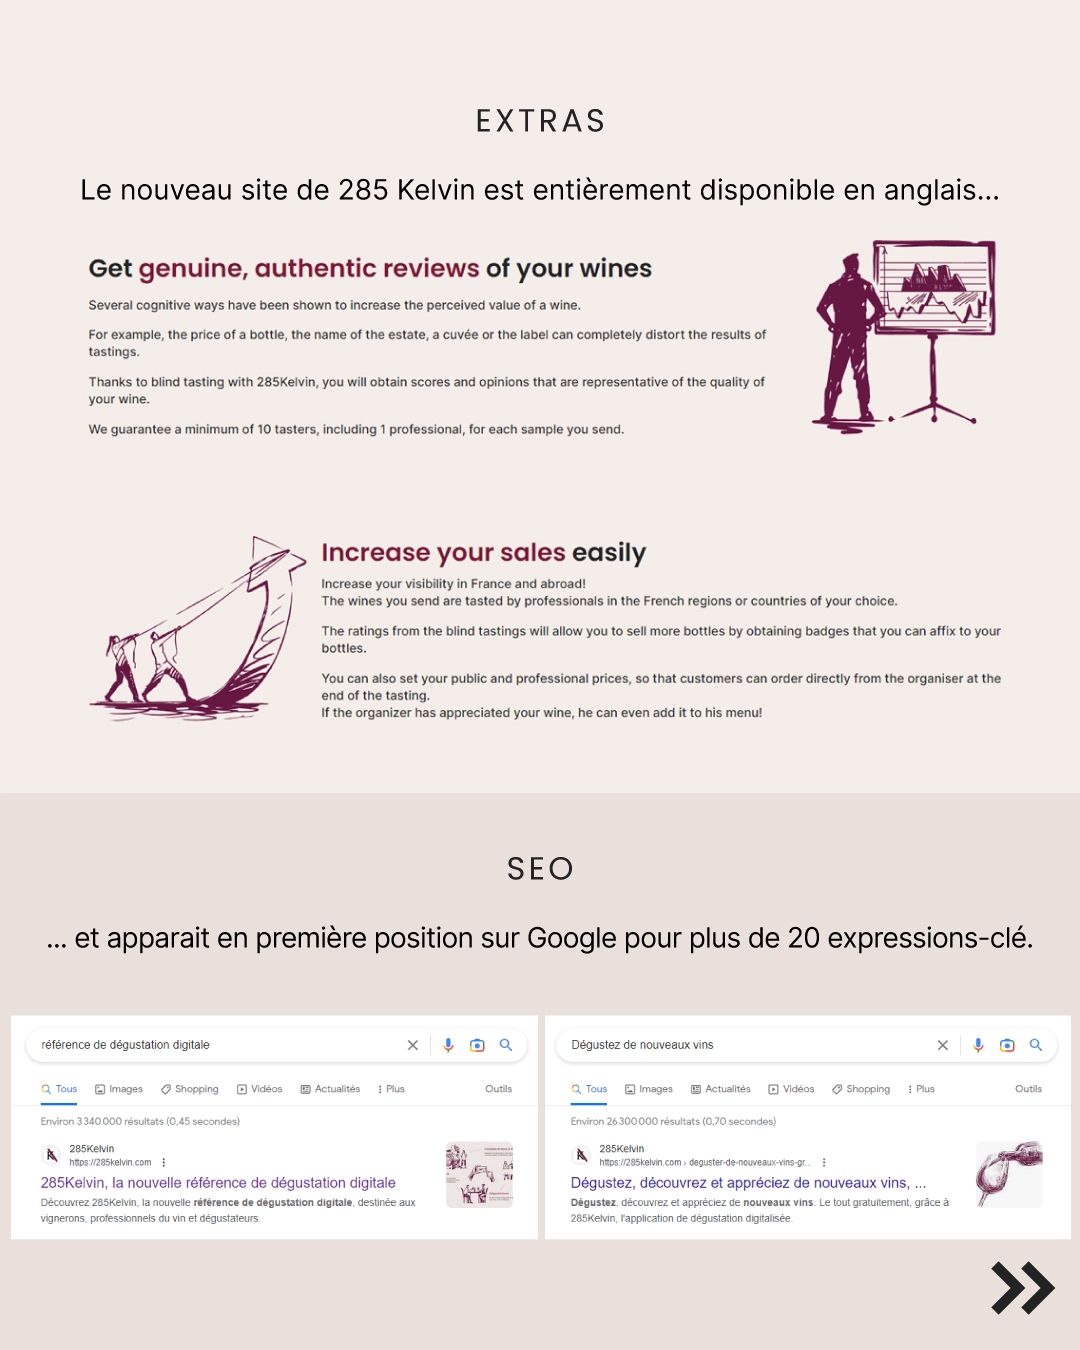 EXTRAS
Le nouveau site de 285 Kelvin est entièrement disponible en anglais...
Get genuine, authentic reviews of your wines
Several cognitive ways have been shown to increase the perceived value of a wine.
For example, the price of a bottle, the name of the estate, a cuvée or the label can completely distort the results of
tastings.
Thanks to blind tasting with 285Kelvin, you will obtain scores and opinions that are representative of the quality of
your wine.
We guarantee a minimum of 10 tasters, including 1 professional, for each sample you send.
Increase your sales easily
Increase your visibility in France and abroad!
The wines you send are tasted by professionals in the French regions or countries of your choice.
The ratings from the blind tastings will allow you to sell more bottles by obtaining badges that you can affix to your
bottles.
You can also set your public and professional prices, so that customers can order directly from the organiser at the
end of the tasting.
If the organizer has appreciated your wine, he can even add it to his menu!
SEO
... et apparait en première position sur Google pour plus de 20 expressions-clé.
référence de dégustation digitale
Tous Images Shopping Vidéos Actualités Plus Outils
Environ 3 340 000 résultats (0,45 secondes)
285Kelvin
https://285kelvin.com
285Kelvin, la nouvelle référence de dégustation digitale
Découvrez 285Kelvin, la nouvelle référence de dégustation digitale, destinée aux
vignerons, professionnels du vin et dégustateurs.
Dégustez de nouveaux vins
Tous Images Actualités Vidéos Shopping Plus Outils
Environ 26 300 000 résultats (0,70 secondes)
285Kelvin
https://285kelvin.com › deguster-de-nouveaux-vins-gr...
Dégustez, découvrez et appréciez de nouveaux vins, ...
Dégustez, découvrez et appréciez de nouveaux vins. Le tout gratuitement, grâce à
285Kelvin, l'application de dégustation digitalisée.